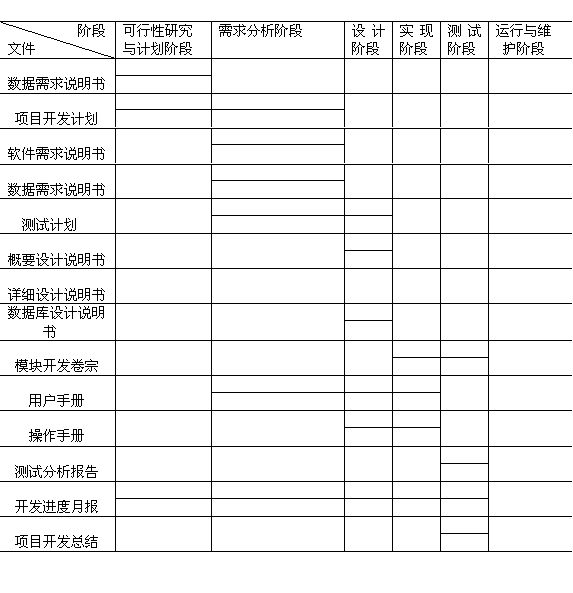 阶段
文件
可行性研究
与计划阶段
需求分析阶段
设 计
阶段
实 现
阶段
测 试
阶段
运行与维
护阶段
数据需求说明书
项目开发计划
软件需求说明书
数据需求说明书
测试计划
概要设计说明书
详细设计说明书
数据库设计说明
书
模块开发卷宗
用户手册
操作手册
测试分析报告
开发进度月报
项目开发总结